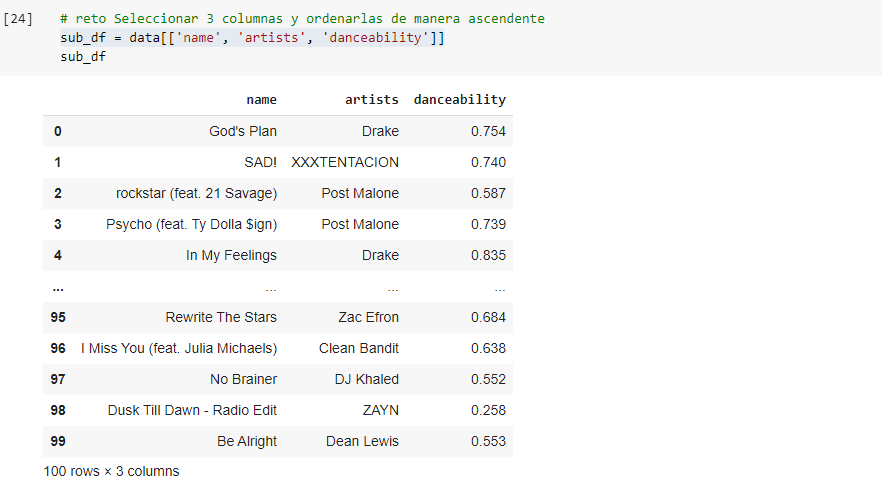 [24] # reto Seleccionar 3 columnas y ordenarlas de manera ascendente
sub_df = data[['name', 'artists', 'danceability']]
sub_df
name artists danceability
0 God's Plan Drake 0.754
1 SAD! XXXTENTACION 0.740
2 rockstar (feat. 21 Savage) Post Malone 0.587
3 Psycho (feat. Ty Dolla $ign) Post Malone 0.739
4 In My Feelings Drake 0.835
... ... ... ...
95 Rewrite The Stars Zac Efron 0.684
96 I Miss You (feat. Julia Michaels) Clean Bandit 0.638
97 No Brainer DJ Khaled 0.552
98 Dusk Till Dawn - Radio Edit ZAYN 0.258
99 Be Alright Dean Lewis 0.553
100 rows × 3 columns